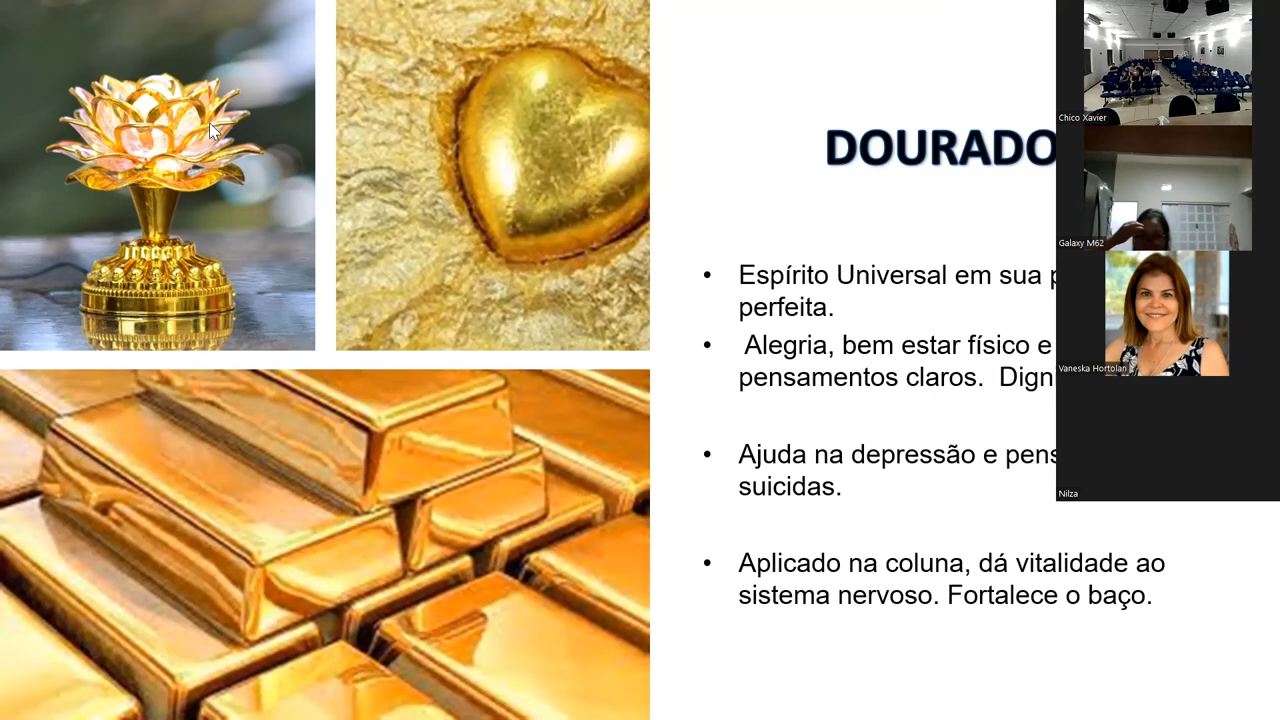 DOURADO
• Espírito Universal em sua
perfeita.
• Alegria, bem estar físico e
pensamentos claros. Dign
• Ajuda na depressão e pens
suicidas.
• Aplicado na coluna, dá vitalidade ao
sistema nervoso. Fortalece o baço.
Chico Xavier
Galaxy M62
Vaneska Hortolan
Nilza